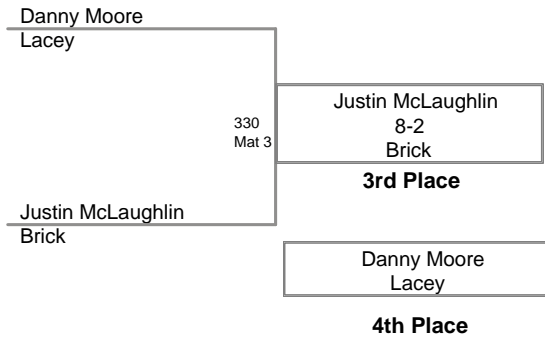 Danny Moore
Lacey
330
Mat 3
Justin McLaughlin
8-2
Brick
3rd Place
Justin McLaughlin
Brick
Danny Moore
Lacey
4th Place